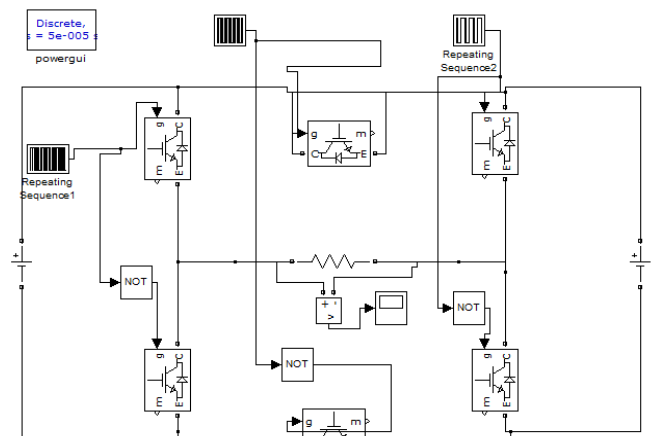 Discrete,
s = 5e-005 s
powergui
Repeating
Sequence2
g
C
m
E
g
m
C
E
g
C
m
E
Repeating
Sequence1
+
+
NOT
+ -
v
NOT
NOT
g
C
m
E
g
C
m
E
g
m